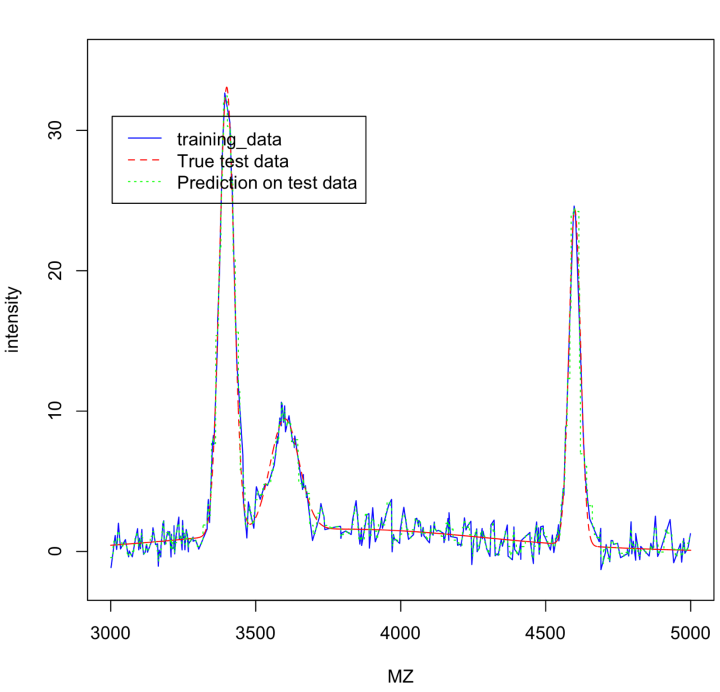 30
20
10
0
intensity
training_data
True test data
Prediction on test data
3000 3500 4000 4500 5000
MZ